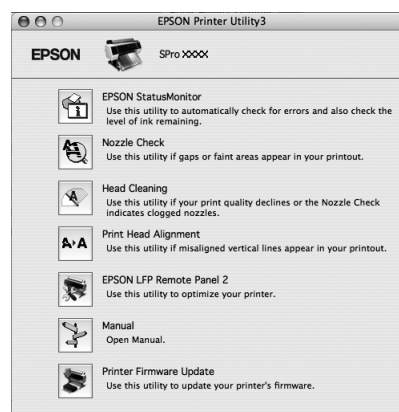 EPSON Printer Utility3
EPSON
SPro XXXX
EPSON StatusMonitor
Use this utility to automatically check for errors and also check the
level of ink remaining.
Nozzle Check
Use this utility if gaps or faint areas appear in your printout.
Head Cleaning
Use this utility if your print quality declines or the Nozzle Check
indicates clogged nozzles.
A▸A
Print Head Alignment
Use this utility if misaligned vertical lines appear in your printout.
EPSON LFP Remote Panel 2
Use this utility to optimize your printer.
Manual
Open Manual.
Printer Firmware Update
Use this utility to update your printer's firmware.